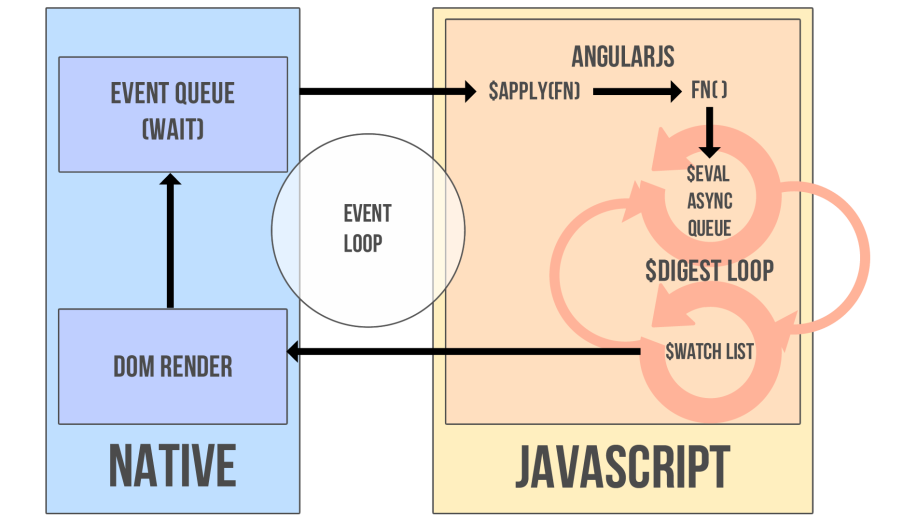 EVENT QUEUE
(WAIT)
DOM RENDER
NATIVE
EVENT
LOOP
ANGULARJS
$APPLY(FN)
FN( )
$EVAL
ASYNC
QUEUE
$DIGEST LOOP
$WATCH LIST
JAVASCRIPT